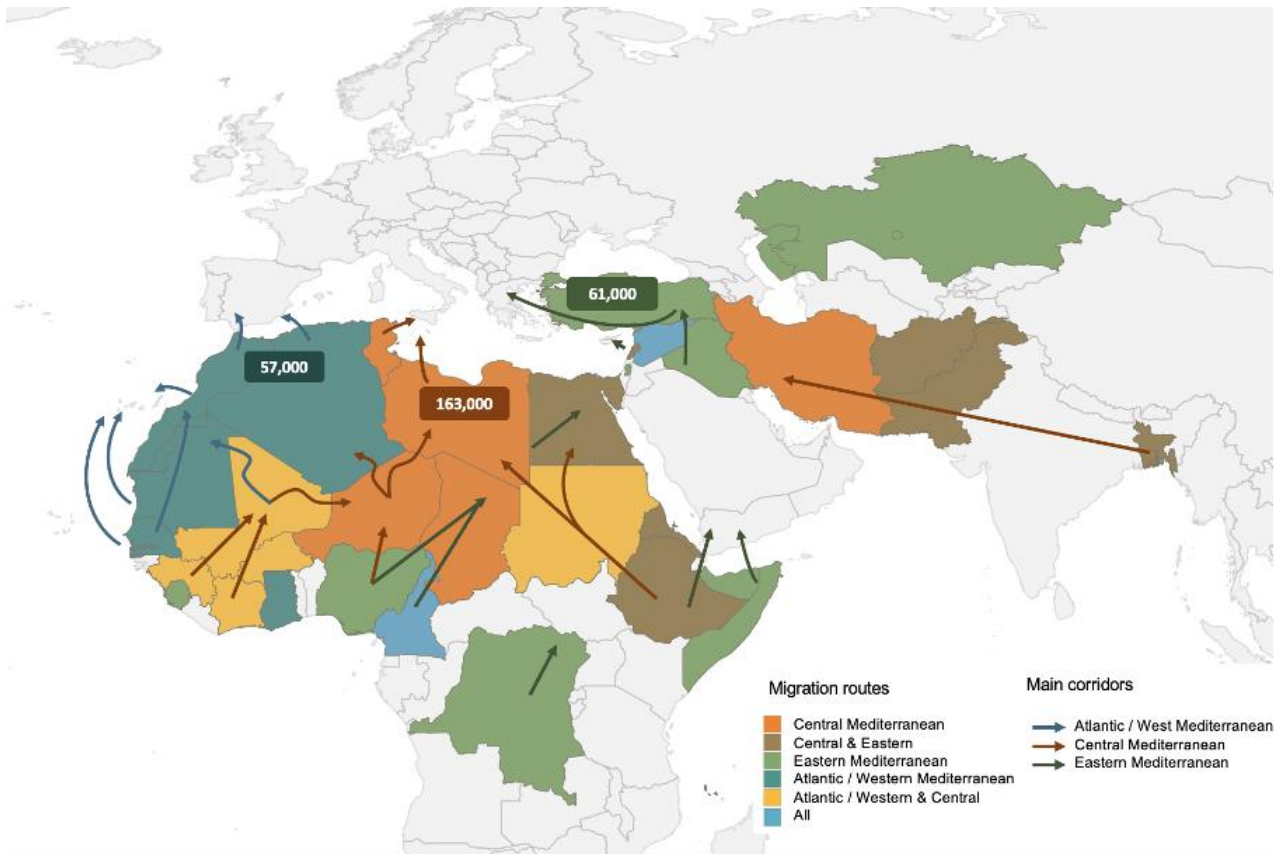 61,000
57,000
163,000
Migration routes
Central Mediterranean
Central & Eastern
Eastern Mediterranean
Atlantic / Western Mediterranean
Atlantic / Western & Central
All
Main corridors
Atlantic / West Mediterranean
Central Mediterranean
Eastern Mediterranean